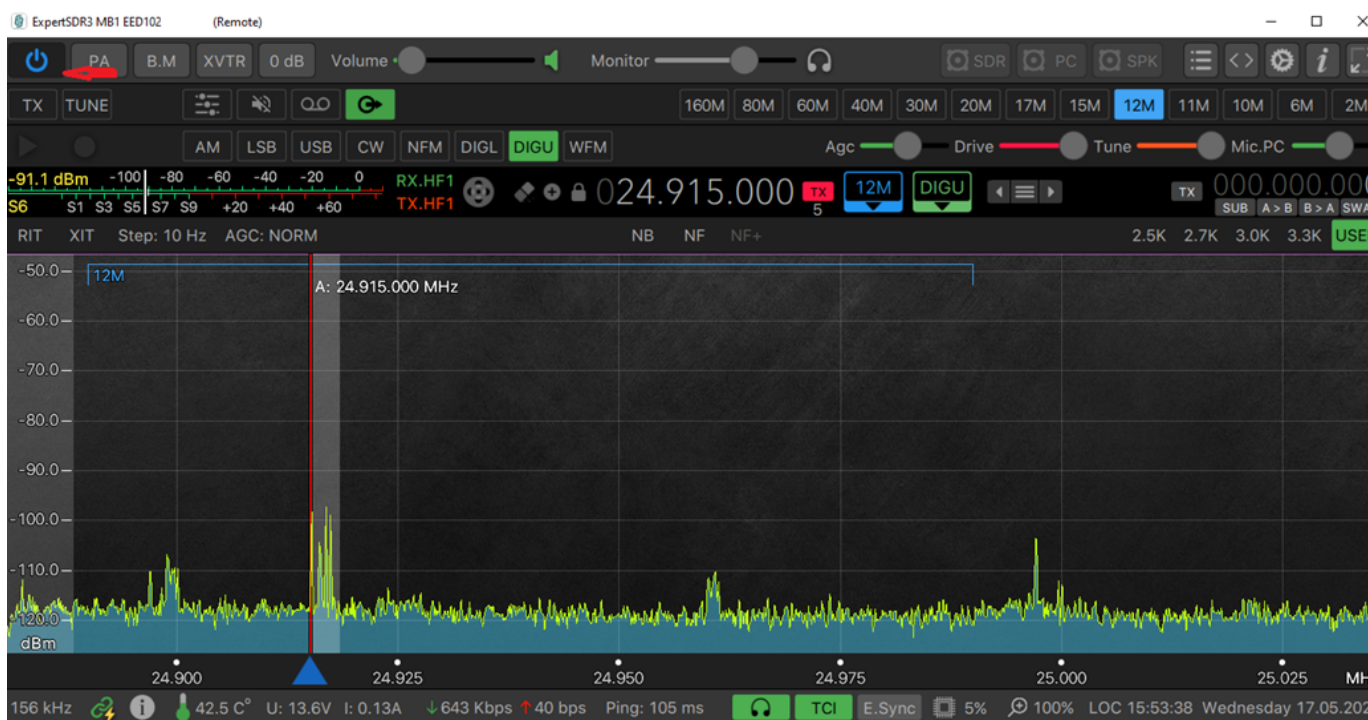 ExpertSDR3 MB1 EED102 (Remote)
PA B.M XVTR 0 dB Volume Monitor SDR PC SPK
TX TUNE 160M 80M 60M 40M 30M 20M 17M 15M 12M 11M 10M 6M 2M
AM LSB USB CW NFM DIGL DIGU WFM Agc Drive Tune Mic.PC
-91.1 dBm -100 -80 -60 -40 -20 0 RX.HF1 024.915.000 TX 12M DIGU TX 000.000.00
S6 S1 S3 S5 S7 S9 +20 +40 +60 TX.HF1 5 SUB A>B B>A SWA
RIT XIT Step: 10 Hz AGC: NORM NB NF NF+ 2.5K 2.7K 3.0K 3.3K USE
-50.0 12M
A: 24.915.000 MHz
-60.0
-70.0
-80.0
-90.0
-100.0
-110.0
-120.0
dBm
24.900 24.925 24.950 24.975 25.000 25.025 MH
156 kHz 42.5 C° U: 13.6V I: 0.13A 643 Kbps 40 bps Ping: 105 ms TCI E.Sync 5% 100% LOC 15:53:38 Wednesday 17.05.202